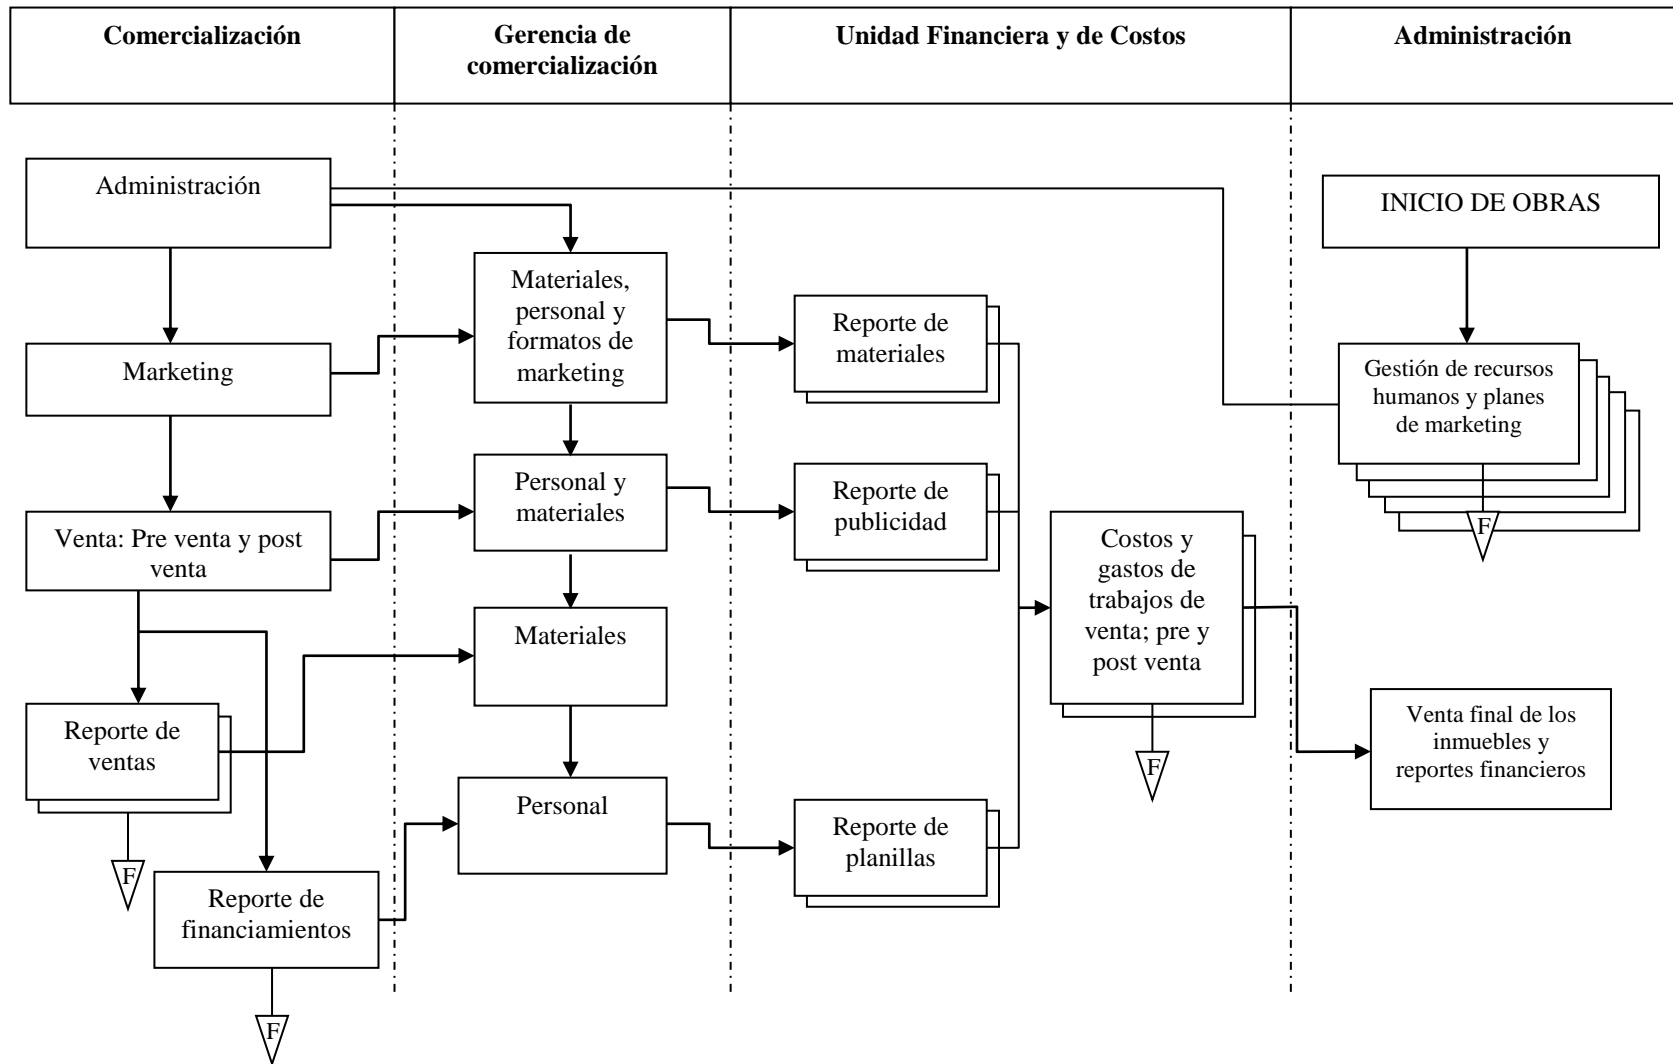 Comercialización
Gerencia de
comercialización
Unidad Financiera y de Costos
Administración
Administración
Marketing
Venta: Pre venta y post
venta
Reporte de
ventas
F
Reporte de
financiamientos
F
Materiales,
personal y
formatos de
marketing
Personal y
materiales
Materiales
Personal
Reporte de
materiales
Reporte de
publicidad
Reporte de
planillas
Costos y
gastos de
trabajos de
venta; pre y
post venta
F
INICIO DE OBRAS
Gestión de recursos
humanos y planes
de marketing
F
Venta final de los
inmuebles y
reportes financieros